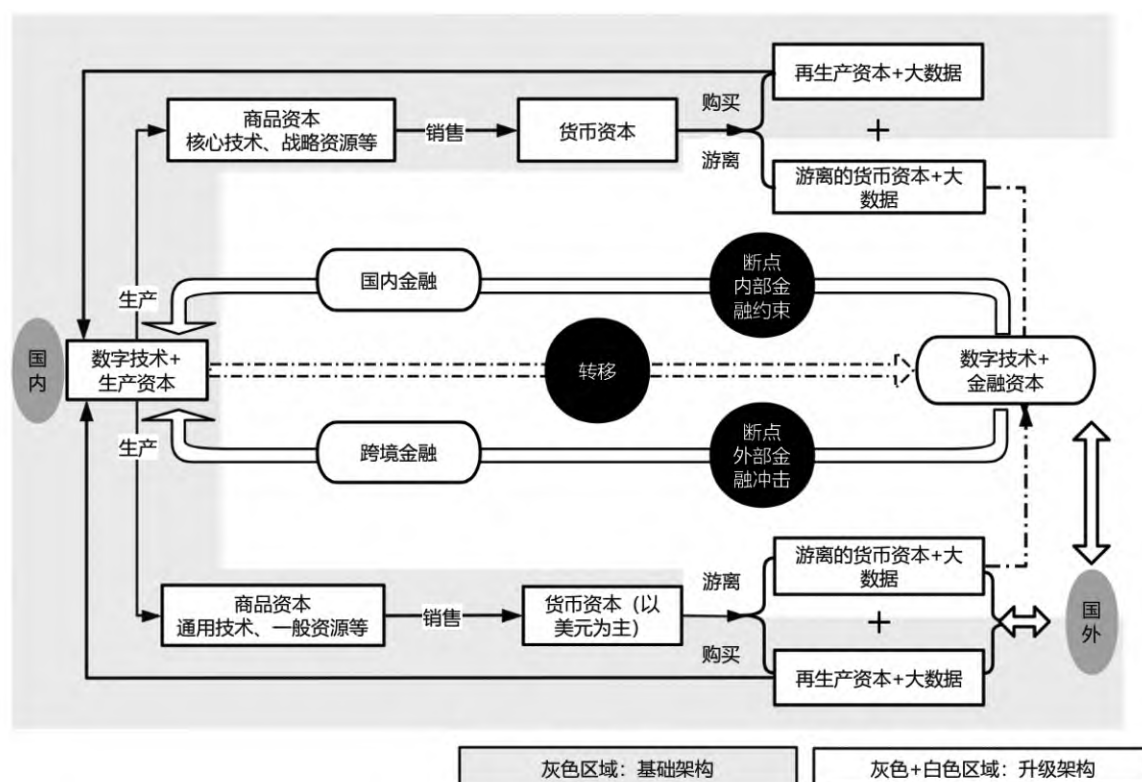 再生产资本+大数据
购买
商品资本
核心技术、战略资源等
销售
货币资本
+
游离
游离的货币资本+大
数据
断点
内部金
融约束
国内金融
生产
国
内
数字技术+
生产资本
转移
数字技术+
金融资本
生产
跨境金融
断点
外部金
融冲击
游离的货币资本+大
数据
游离
商品资本
通用技术、一般资源等
销售
货币资本（以
美元为主）
+
国
外
购买
再生产资本+大数据
灰色区域：基础架构
灰色+白色区域：升级架构